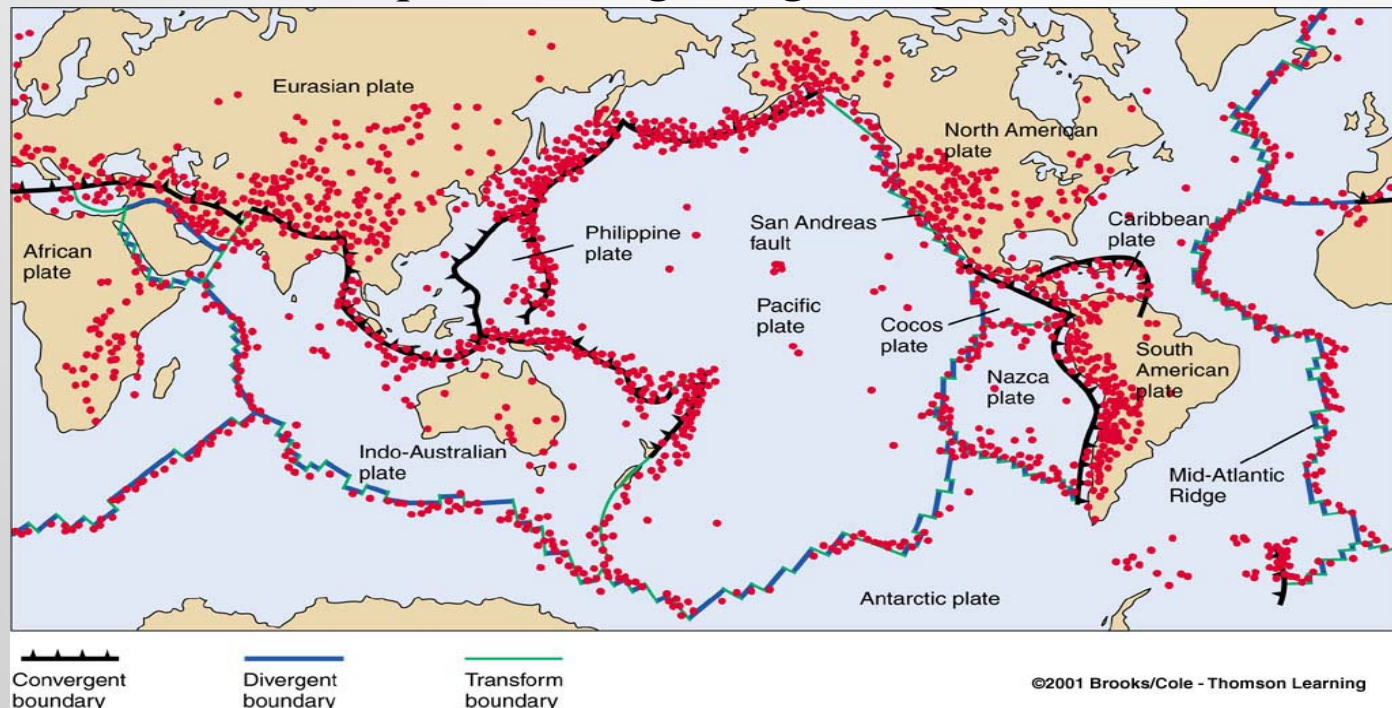 Eurasian plate
North American
plate
San Andreas
fault
Caribbean
plate
Philippine
plate
African
plate
Pacific
plate
Cocos
plate
South
American
plate
Nazca
plate
Indo-Australian
plate
Mid-Atlantic
Ridge
Antarctic plate
Convergent
boundary
Divergent
boundary
Transform
boundary
©2001 Brooks/Cole - Thomson Learning